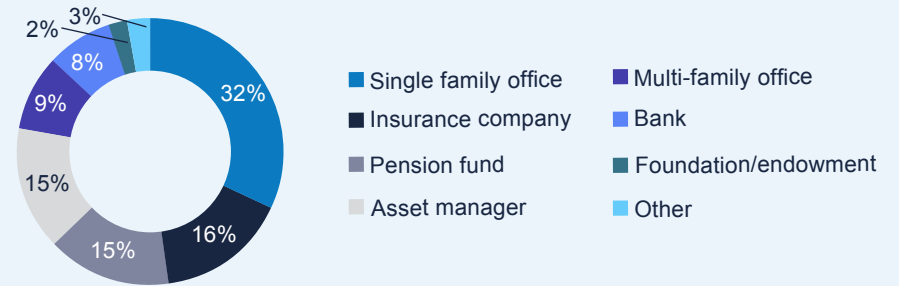 3%
2%
8%
9%
32%
15%
15%
16%
Single family office
Insurance company
Pension fund
Asset manager
Multi-family office
Bank
Foundation/endowment
Other